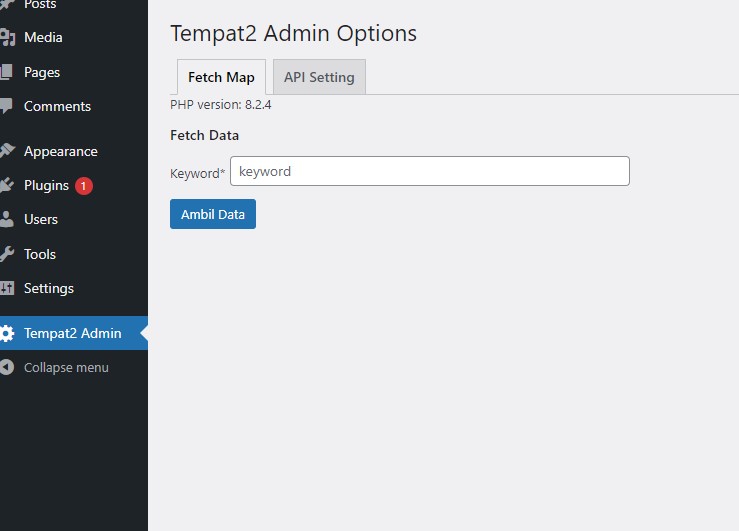 Posts
Media
Pages
Comments
Appearance
Plugins 1
Users
Tools
Settings
Tempat2 Admin
Collapse menu
Tempat2 Admin Options
Fetch Map API Setting
PHP version: 8.2.4
Fetch Data
Keyword* keyword
Ambil Data